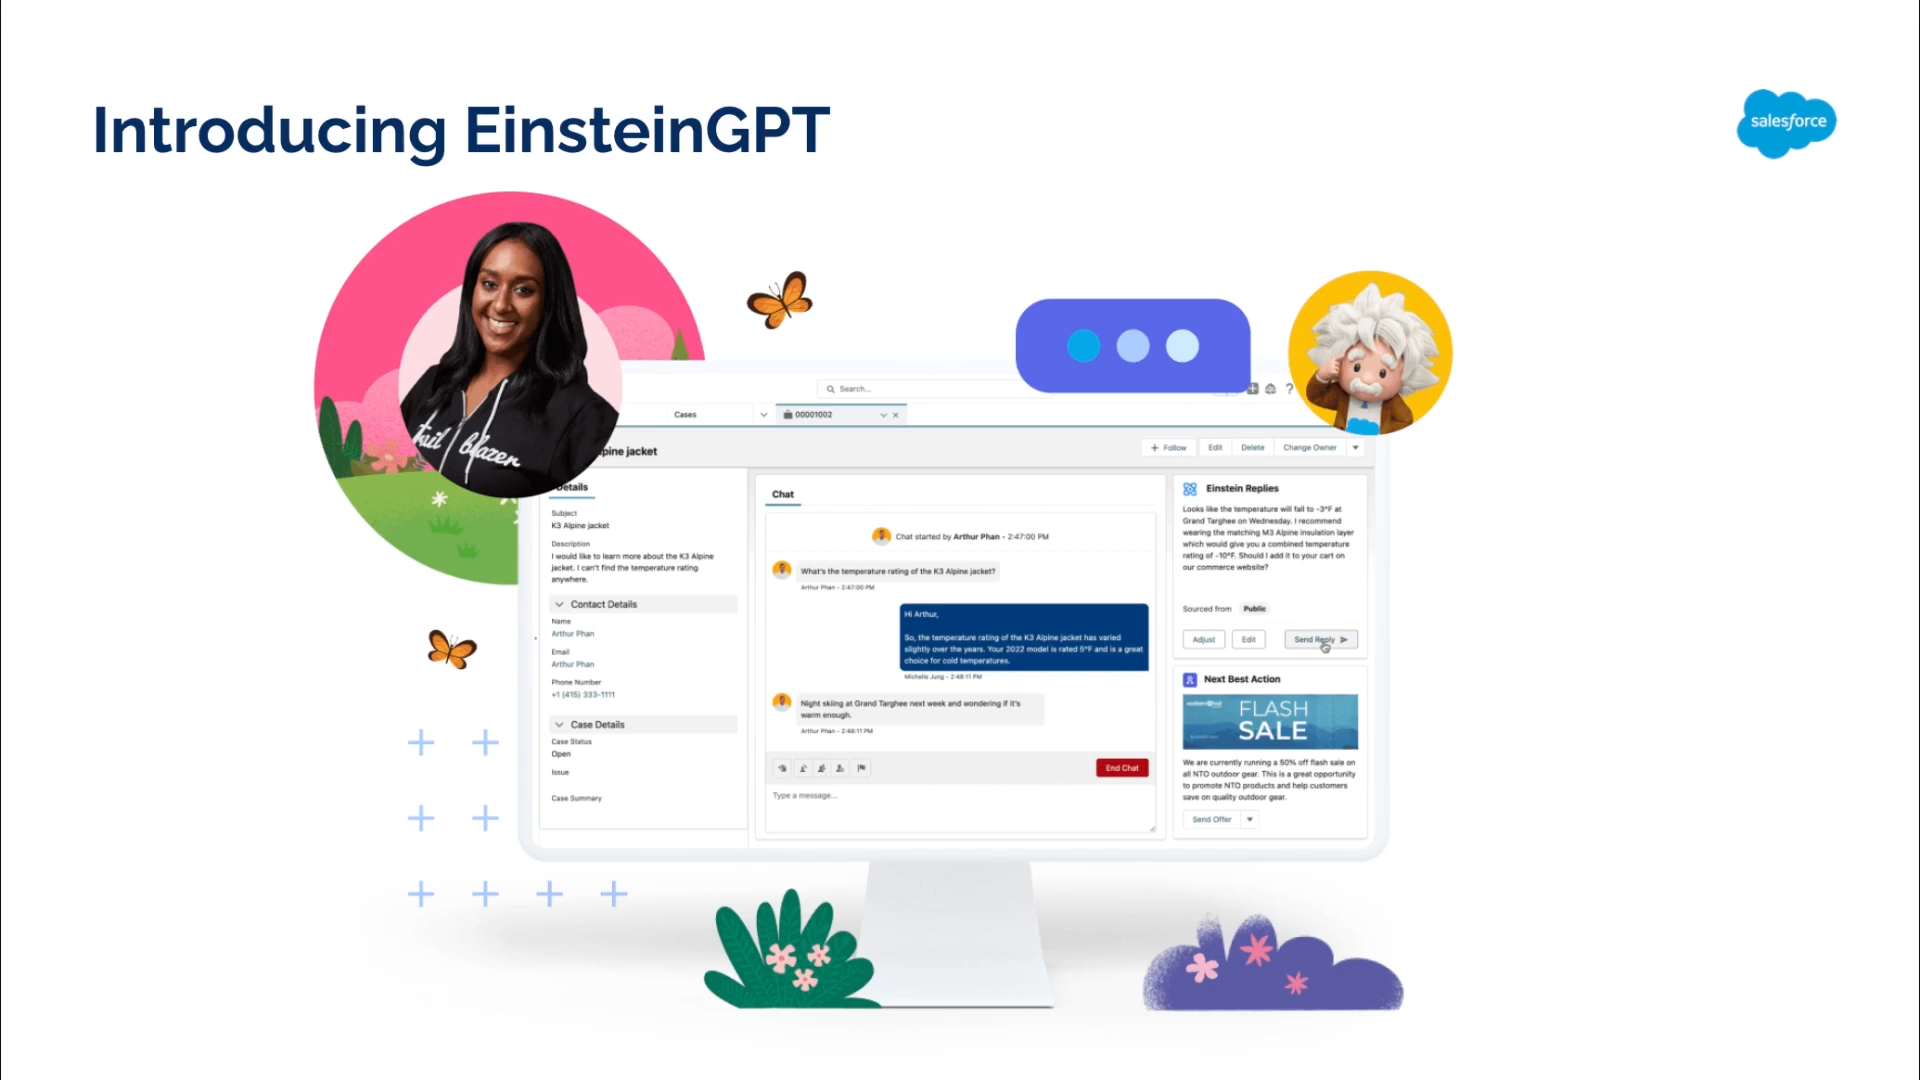 Introducing EinsteinGPT
salesforce
Trail Blazer
Search...
Cases
00001002
pine jacket
+ Follow
Edit
Delete
Change Owner
Details
Subject
K3 Alpine jacket
Description
I would like to learn more about the K3 Alpine
jacket. I can't find the temperature rating
anywhere.
Contact Details
Name
Arthur Phan
Email
Arthur Phan
Phone Number
+1 (415) 333-1111
Case Details
Case Status
Open
Issue
Case Summary
Chat
Chat started by Arthur Phan - 2:47:00 PM
What's the temperature rating of the K3 Alpine jacket?
Arthur Phan - 2:47:00 PM
Hi Arthur,
So, the temperature rating of the K3 Alpine jacket has varied
slightly over the years. Your 2022 model is rated 5°F and is a great
choice for cold temperatures.
Michelle Jung - 2:48:11 PM
Night skiing at Grand Targhee next week and wondering if it's
warm enough.
Arthur Phan - 2:48:11 PM
End Chat
Type a message...
Einstein Replies
Looks like the temperature will fall to -3°F at
Grand Targhee on Wednesday. I recommend
wearing the matching M3 Alpine insulation layer
which would give you a combined temperature
rating of -10°F. Should I add it to your cart on
our commerce website?
Sourced from Public
Adjust
Edit
Send Reply
Next Best Action
FLASH
SALE
We are currently running a 50% off flash sale on
all NTO outdoor gear. This is a great opportunity
to promote NTO products and help customers
save on quality outdoor gear.
Send Offer